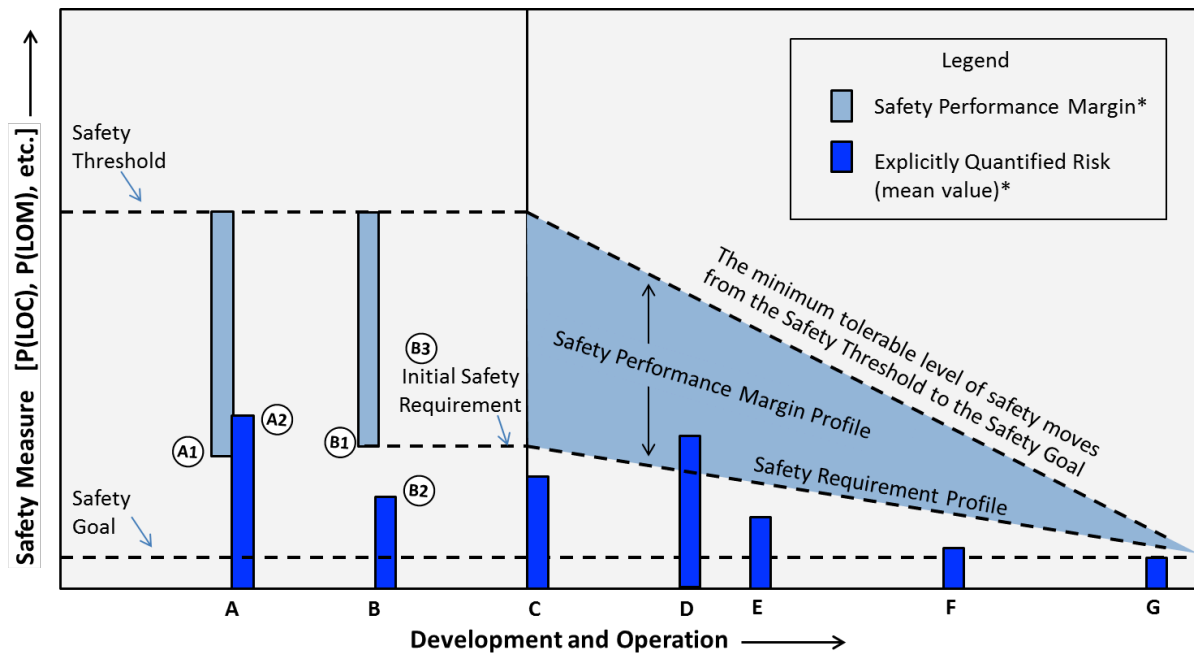 Safety Measure [P(LOC), P(LOM), etc.]
Legend
Safety Performance Margin*
Explicitly Quantified Risk
(mean value)*
Safety
Threshold
The minimum tolerable level of safety moves
from the Safety Threshold to the Safety Goal
Safety Performance Margin Profile
Safety Requirement Profile
B3
Initial Safety
Requirement
A2
A1
B1
B2
Safety
Goal
A
B
C
D
E
F
G
Development and Operation